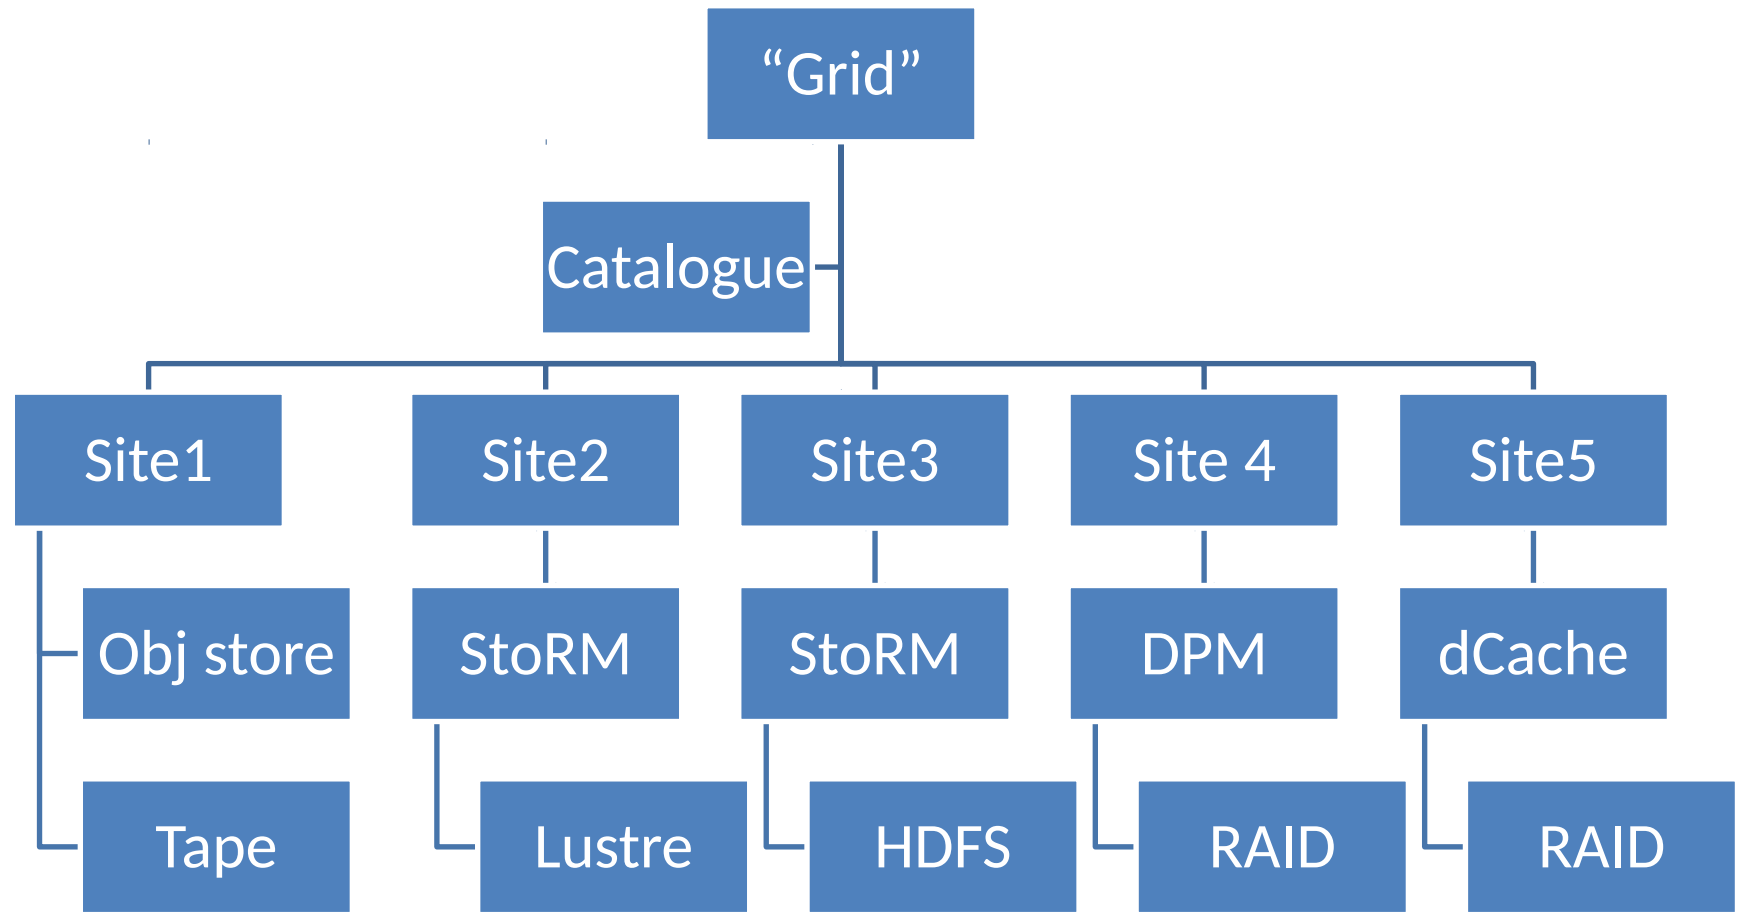 “Grid”
Catalogue
Site1
Site2
Site3
Site 4
Site5
Obj store
StoRM
StoRM
DPM
dCache
Tape
Lustre
HDFS
RAID
RAID